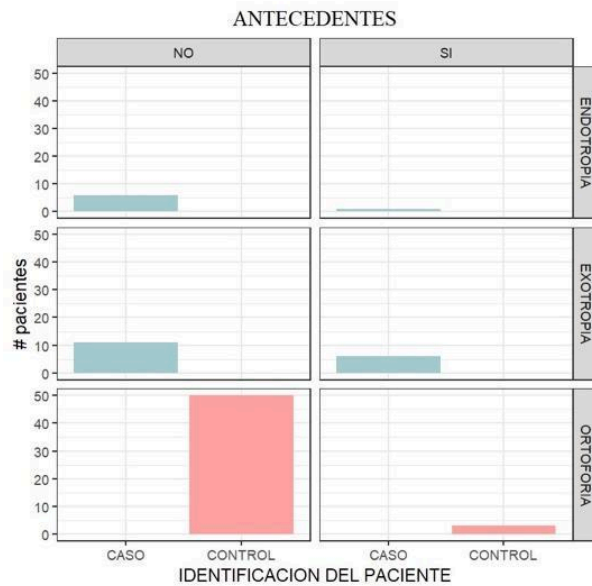 ANTECEDENTES
NO SI
50
40
30
20
10
0
ENDOTROPIA
50
40
30
20
10
0
EXOTROPIA
50
40
30
20
10
0
ORTOFORIA
# pacientes
CASO CONTROL CASO CONTROL
IDENTIFICACION DEL PACIENTE